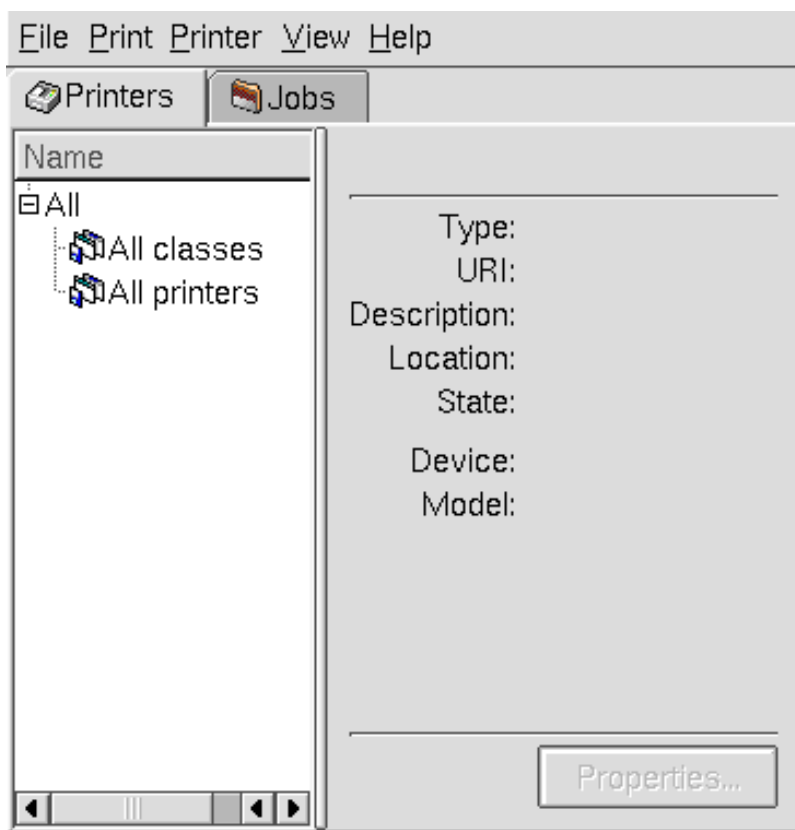 File Print Printer View Help
Printers Jobs
Name
All
All classes
All printers
Type:
URI:
Description:
Location:
State:
Device:
Model:
Properties...